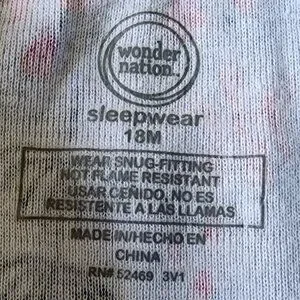 wonder
nation™
sleepwear
18M
WEAR SNUG-FITTING
NOT FLAME RESISTANT
USAR CEÑIDO, NO ES
RESISTENTE A LAS LLAMAS
MADE IN/HECHO EN
CHINA
RN# 52469 3V1